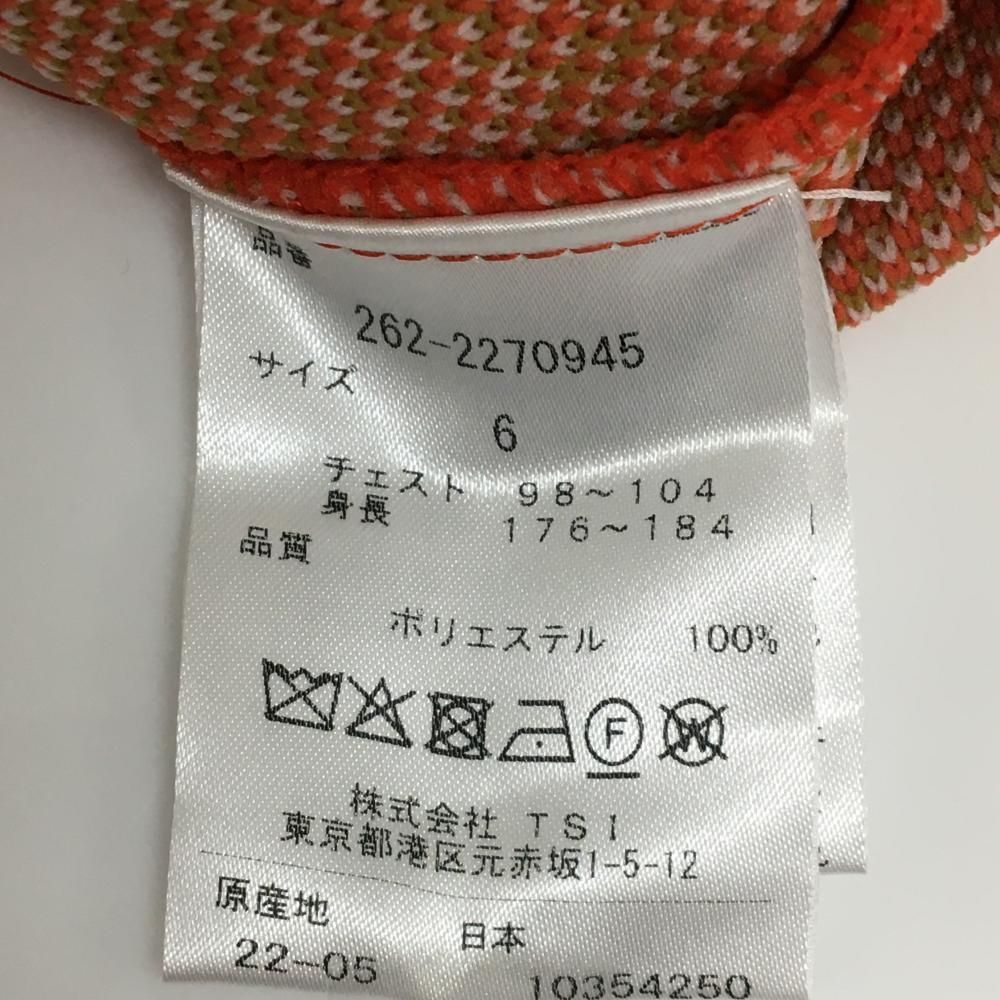 品番
262-2270945
サイズ
6
チェスト 98～104
身長 176～184
品質
ポリエステル 100%
F W
株式会社 TSI
東京都港区元赤坂1-5-12
原産地
日本
22-05 10354250